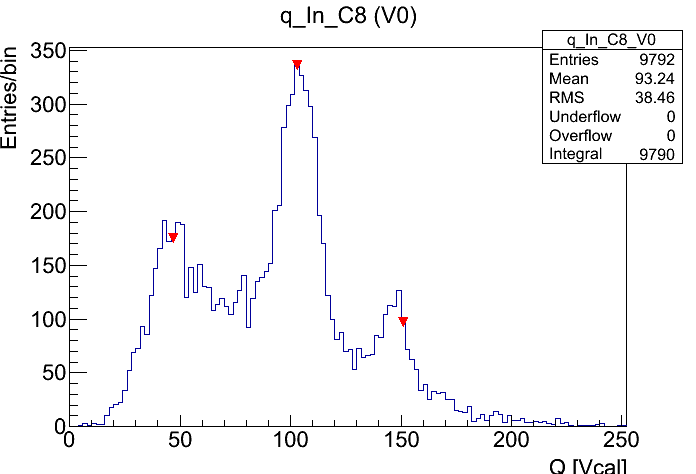 q_In_C8 (V0)
q_In_C8_V0
Entries 9792
Mean 93.24
RMS 38.46
Underflow 0
Overflow 0
Integral 9790
Entries/bin
350
300
250
200
150
100
50
0
0 50 100 150 200 250
Q [Vcal]